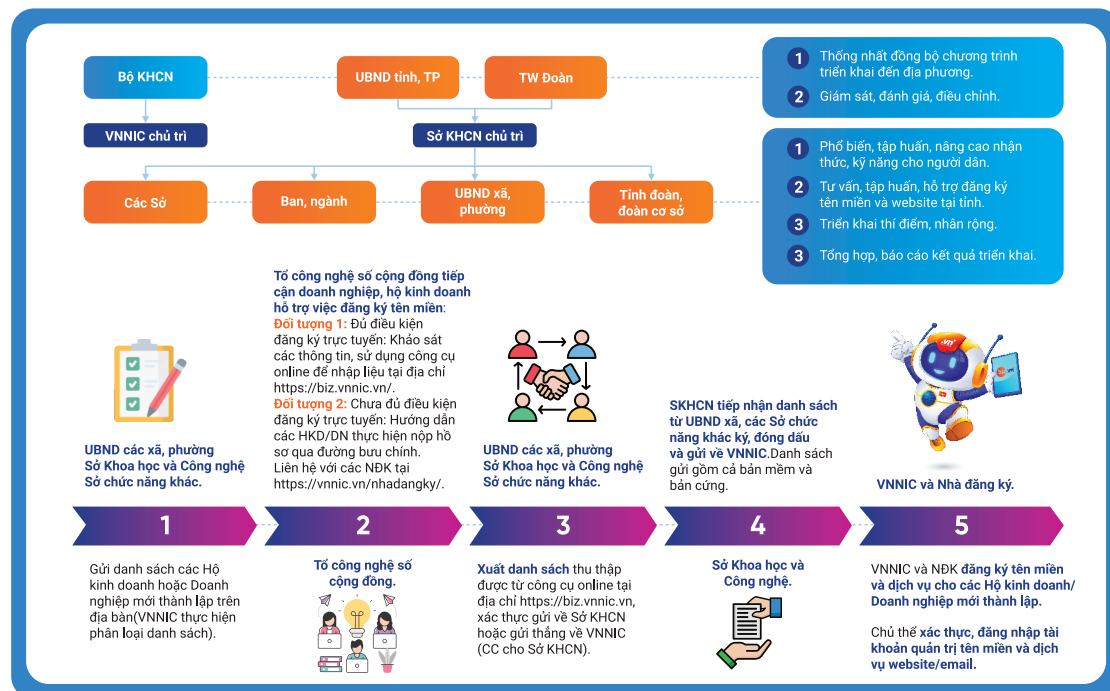 Bộ KHCN
UBND tỉnh, TP
TW Đoàn
VNNIC chủ trì
Sở KHCN chủ trì
Các Sở
Ban, ngành
UBND xã,
phường
Tỉnh đoàn,
đoàn cơ sở
1 Thống nhất đồng bộ chương trình
triển khai đến địa phương.
2 Giám sát, đánh giá, điều chỉnh.
1 Phổ biến, tập huấn, nâng cao nhận
thức, kỹ năng cho người dân.
2 Tư vấn, tập huấn, hỗ trợ đăng ký
tên miền và website tại tỉnh.
3 Triển khai thí điểm, nhân rộng.
3 Tổng hợp, báo cáo kết quả triển khai.
UBND các xã, phường
Sở Khoa học và Công nghệ
Sở chức năng khác.
1
Gửi danh sách các Hộ
kinh doanh hoặc Doanh
nghiệp mới thành lập trên
địa bàn(VNNIC thực hiện
phân loại danh sách).
Tổ công nghệ số cộng đồng tiếp
cận doanh nghiệp, hộ kinh doanh
hỗ trợ việc đăng ký tên miền:
Đối tượng 1: Đủ điều kiện
đăng ký trực tuyến: Khảo sát
các thông tin, sử dụng công cụ
online để nhập liệu tại địa chỉ
https://biz.vnnic.vn/.
Đối tượng 2: Chưa đủ điều kiện
đăng ký trực tuyến: Hướng dẫn
các HKD/DN thực hiện nộp hồ
sơ qua đường bưu chính.
Liên hệ với các NĐK tại
https://vnnic.vn/nhadangky/.
2
Tổ công nghệ số
cộng đồng.
UBND các xã, phường
Sở Khoa học và Công nghệ
Sở chức năng khác.
3
Xuất danh sách thu thập
được từ công cụ online tại
địa chỉ https://biz.vnnic.vn,
xác thực gửi về Sở KHCN
hoặc gửi thẳng về VNNIC
(CC cho Sở KHCN).
SKHCN tiếp nhận danh sách
từ UBND xã, các Sở chức
năng khác ký, đóng dấu
và gửi về VNNIC.Danh sách
gửi gồm cả bản mềm và
bản cứng.
4
Sở Khoa học và
Công nghệ.
VNNIC và Nhà đăng ký.
5
VNNIC và NĐK đăng ký tên miền
và dịch vụ cho các Hộ kinh doanh/
Doanh nghiệp mới thành lập.
Chủ thể xác thực, đăng nhập tài
khoản quản trị tên miền và dịch
vụ website/email.